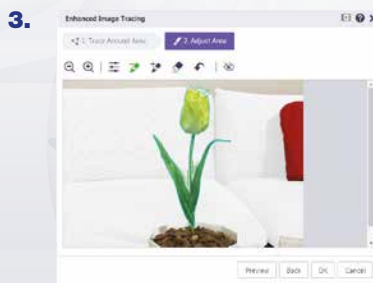 3.
Enhanced Image Tracing
1. Trace Around Area
2. Adjust Area
Preview
Back
OK
Cancel